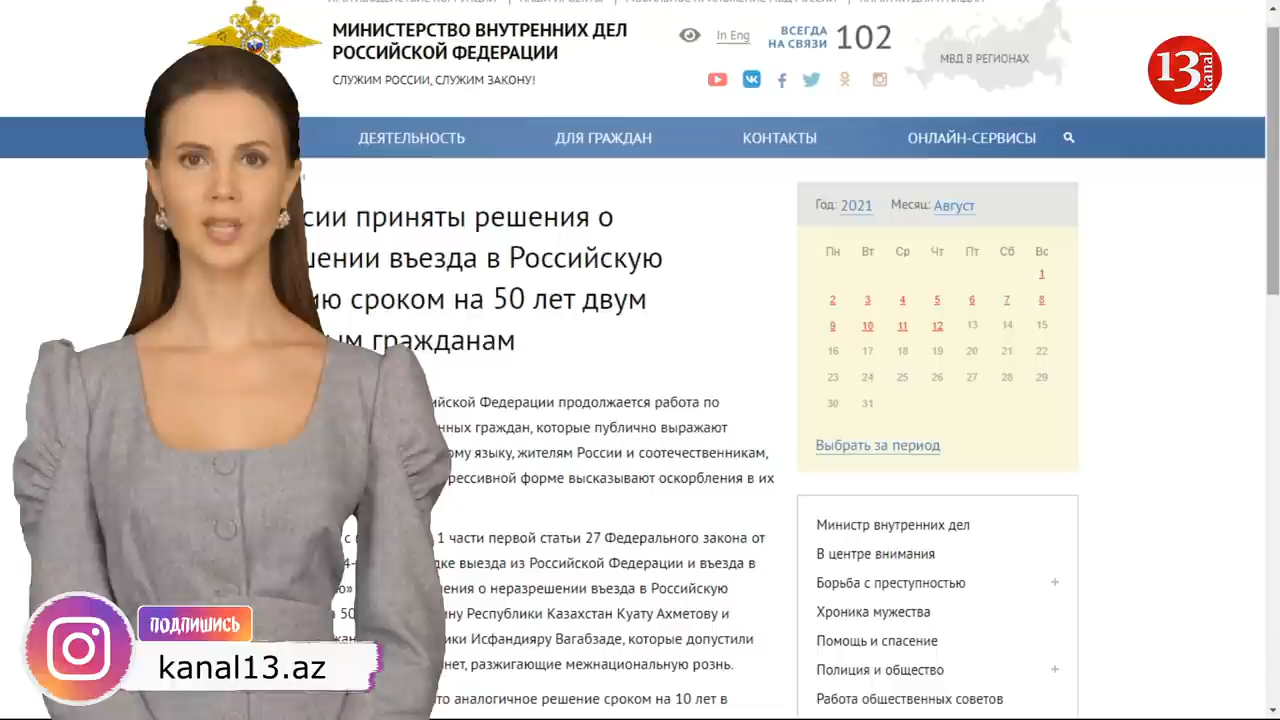 МИНИСТЕРСТВО ВНУТРЕННИХ ДЕЛ
РОССИЙСКОЙ ФЕДЕРАЦИИ
СЛУЖИМ РОССИИ, СЛУЖИМ ЗАКОНУ!
In Eng
ВСЕГДА
НА СВЯЗИ
102
МВД В РЕГИОНАХ
13 kanal
ДЕЯТЕЛЬНОСТЬ ДЛЯ ГРАЖДАН КОНТАКТЫ ОНЛАЙН-СЕРВИСЫ
сии приняты решения о
шении въезда в Российскую
ию сроком на 50 лет двум
ым гражданам
йской Федерации продолжается работа по
нных граждан, которые публично выражают
ому языку, жителям России и соотечественникам,
рессивной форме высказывают оскорбления в их
1 части первой статьи 27 Федерального закона от
дке выезда из Российской Федерации и въезда в
ения о неразрешении въезда в Российскую
50
ину Республики Казахстан Куату Ахметову и
ики Исфандияру Вагабзаде, которые допустили
нет, разжигающие межнациональную рознь.
то аналогичное решение сроком на 10 лет в
Год: 2021 Месяц: Август
Пн Вт Ср Чт Пт Сб Вс
1
2 3 4 5 6 7 8
9 10 11 12 13 14 15
16 17 18 19 20 21 22
23 24 25 26 27 28 29
30 31
Выбрать за период
Министр внутренних дел
В центре внимания
Борьба с преступностью +
Хроника мужества
Помощь и спасение
Полиция и общество +
Работа общественных советов
ПОДПИШИСЬ
kanal13.az